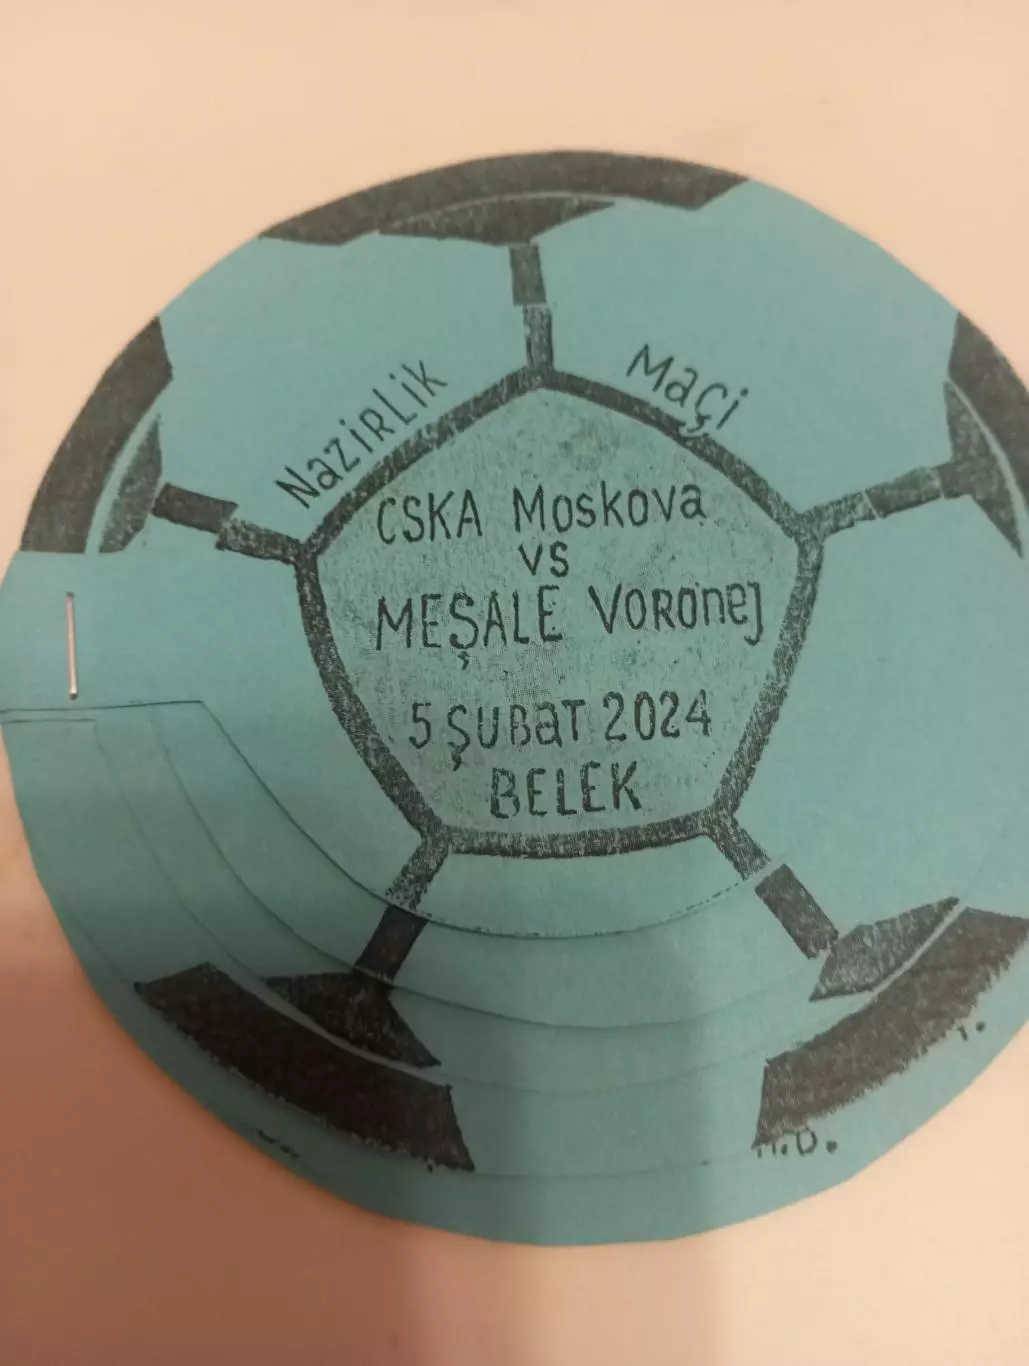 NaziRLik Maçi
CSKA Moskova
vs
MEŞALE VORonej
5 ŞUBaT 2024
BELEK